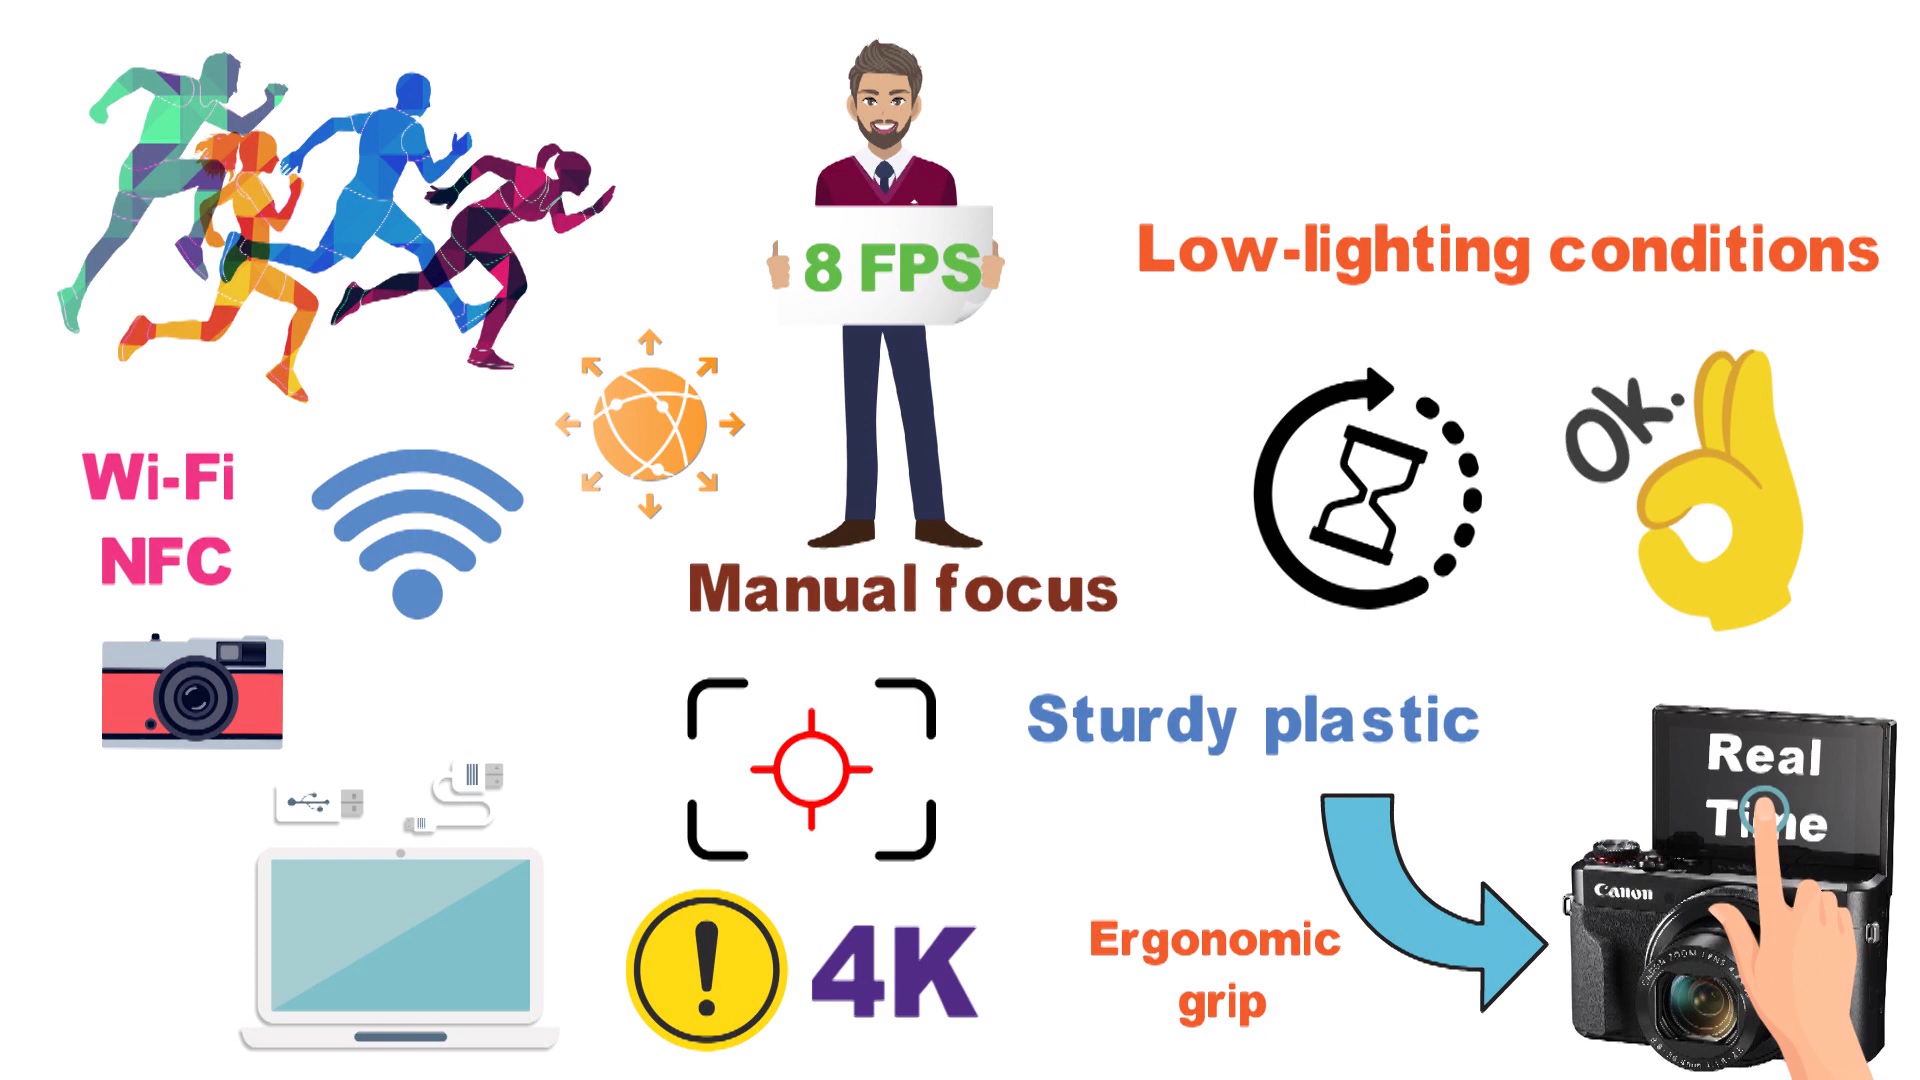 8 FPS
Low-lighting conditions
Ok.
Wi-Fi
NFC
Manual focus
Sturdy plastic
Real
Time
Canon
4K
Ergonomic
grip